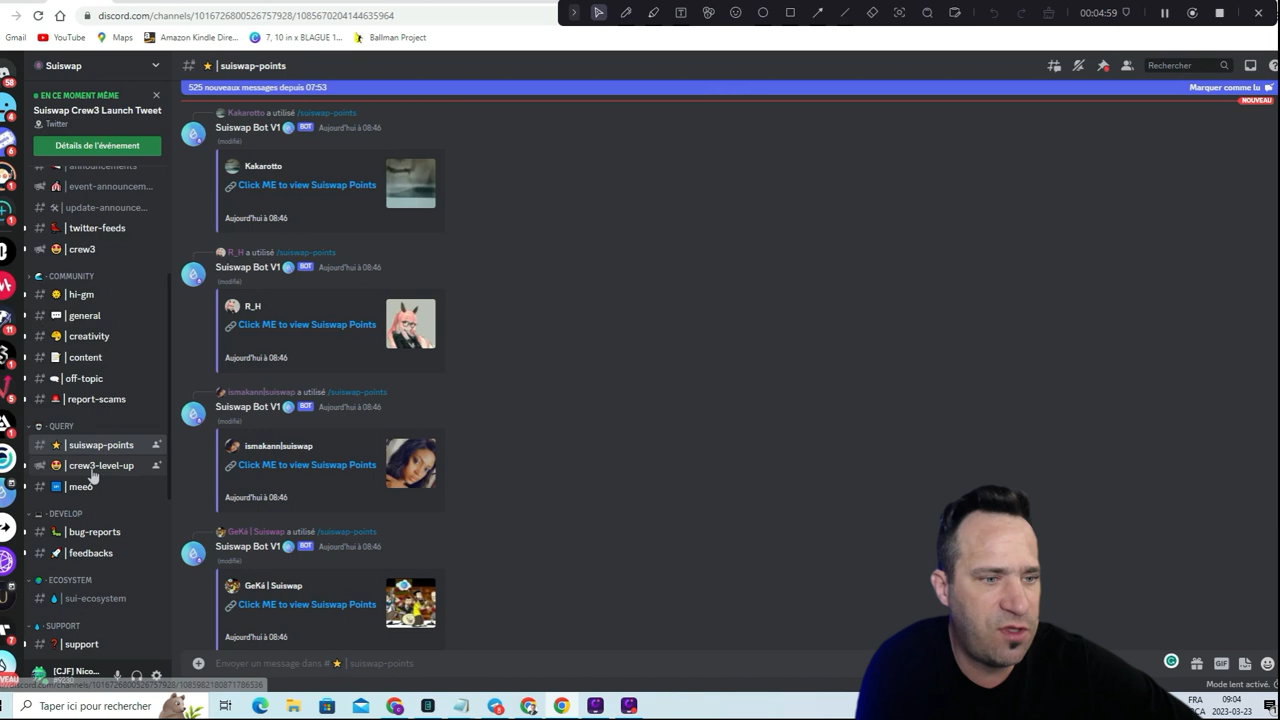 discord.com/channels/1016726800526757928/1085670204144635964
00:04:59
Gmail
YouTube
Maps
Amazon Kindle Dire...
7, 10 in x BLAGUE 1...
Ballman Project
Suiswap
| suiswap-points
Rechercher
525 nouveaux messages depuis 07:53
Marquer comme lu
NOUVEAU
EN CE MOMENT MÊME
Suiswap Crew3 Launch Tweet
Twitter
Détails de l'événement
| announcements
| event-announcem...
| update-announce...
| twitter-feeds
| crew3
COMMUNITY
| hi-gm
| general
| creativity
| content
| off-topic
| report-scams
QUERY
| suiswap-points
| crew3-level-up
| mee6
DEVELOP
| bug-reports
| feedbacks
ECOSYSTEM
| sui-ecosystem
SUPPORT
| support
[CJF] Nico...
#9230
Kakarotto a utilisé /suiswap-points
Suiswap Bot V1 BOT Aujourd'hui à 08:46
(modifié)
Kakarotto
Click ME to view Suiswap Points
Aujourd'hui à 08:46
R_H a utilisé /suiswap-points
Suiswap Bot V1 BOT Aujourd'hui à 08:46
(modifié)
R_H
Click ME to view Suiswap Points
Aujourd'hui à 08:46
ismakann|suiswap a utilisé /suiswap-points
Suiswap Bot V1 BOT Aujourd'hui à 08:46
(modifié)
ismakann|suiswap
Click ME to view Suiswap Points
Aujourd'hui à 08:46
GeKá | Suiswap a utilisé /suiswap-points
Suiswap Bot V1 BOT Aujourd'hui à 08:46
(modifié)
GeKá | Suiswap
Click ME to view Suiswap Points
Aujourd'hui à 08:46
Envoyer un message dans # | suiswap-points
GIF
Mode lent activé.
Taper ici pour rechercher
FRA
09:04
2023-03-23